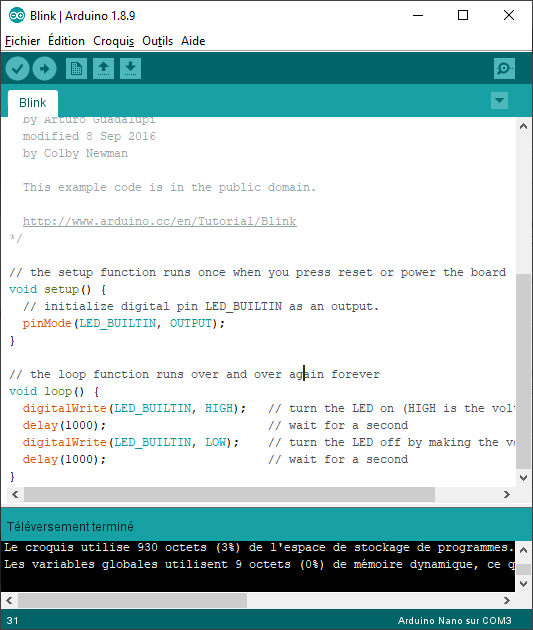 Blink | Arduino 1.8.9
Fichier Édition Croquis Outils Aide
Blink
by Arturo Guadalupi
modified 8 Sep 2016
by Colby Newman
This example code is in the public domain.
http://www.arduino.cc/en/Tutorial/Blink
*/
// the setup function runs once when you press reset or power the board
void setup() {
// initialize digital pin LED_BUILTIN as an output.
pinMode(LED_BUILTIN, OUTPUT);
}
// the loop function runs over and over again forever
void loop() {
digitalWrite(LED_BUILTIN, HIGH); // turn the LED on (HIGH is the vol
delay(1000); // wait for a second
digitalWrite(LED_BUILTIN, LOW); // turn the LED off by making the v
delay(1000); // wait for a second
}
Téléversement terminé
Le croquis utilise 930 octets (3%) de l'espace de stockage de programmes.
Les variables globales utilisent 9 octets (0%) de mémoire dynamique, ce q
31 Arduino Nano sur COM3